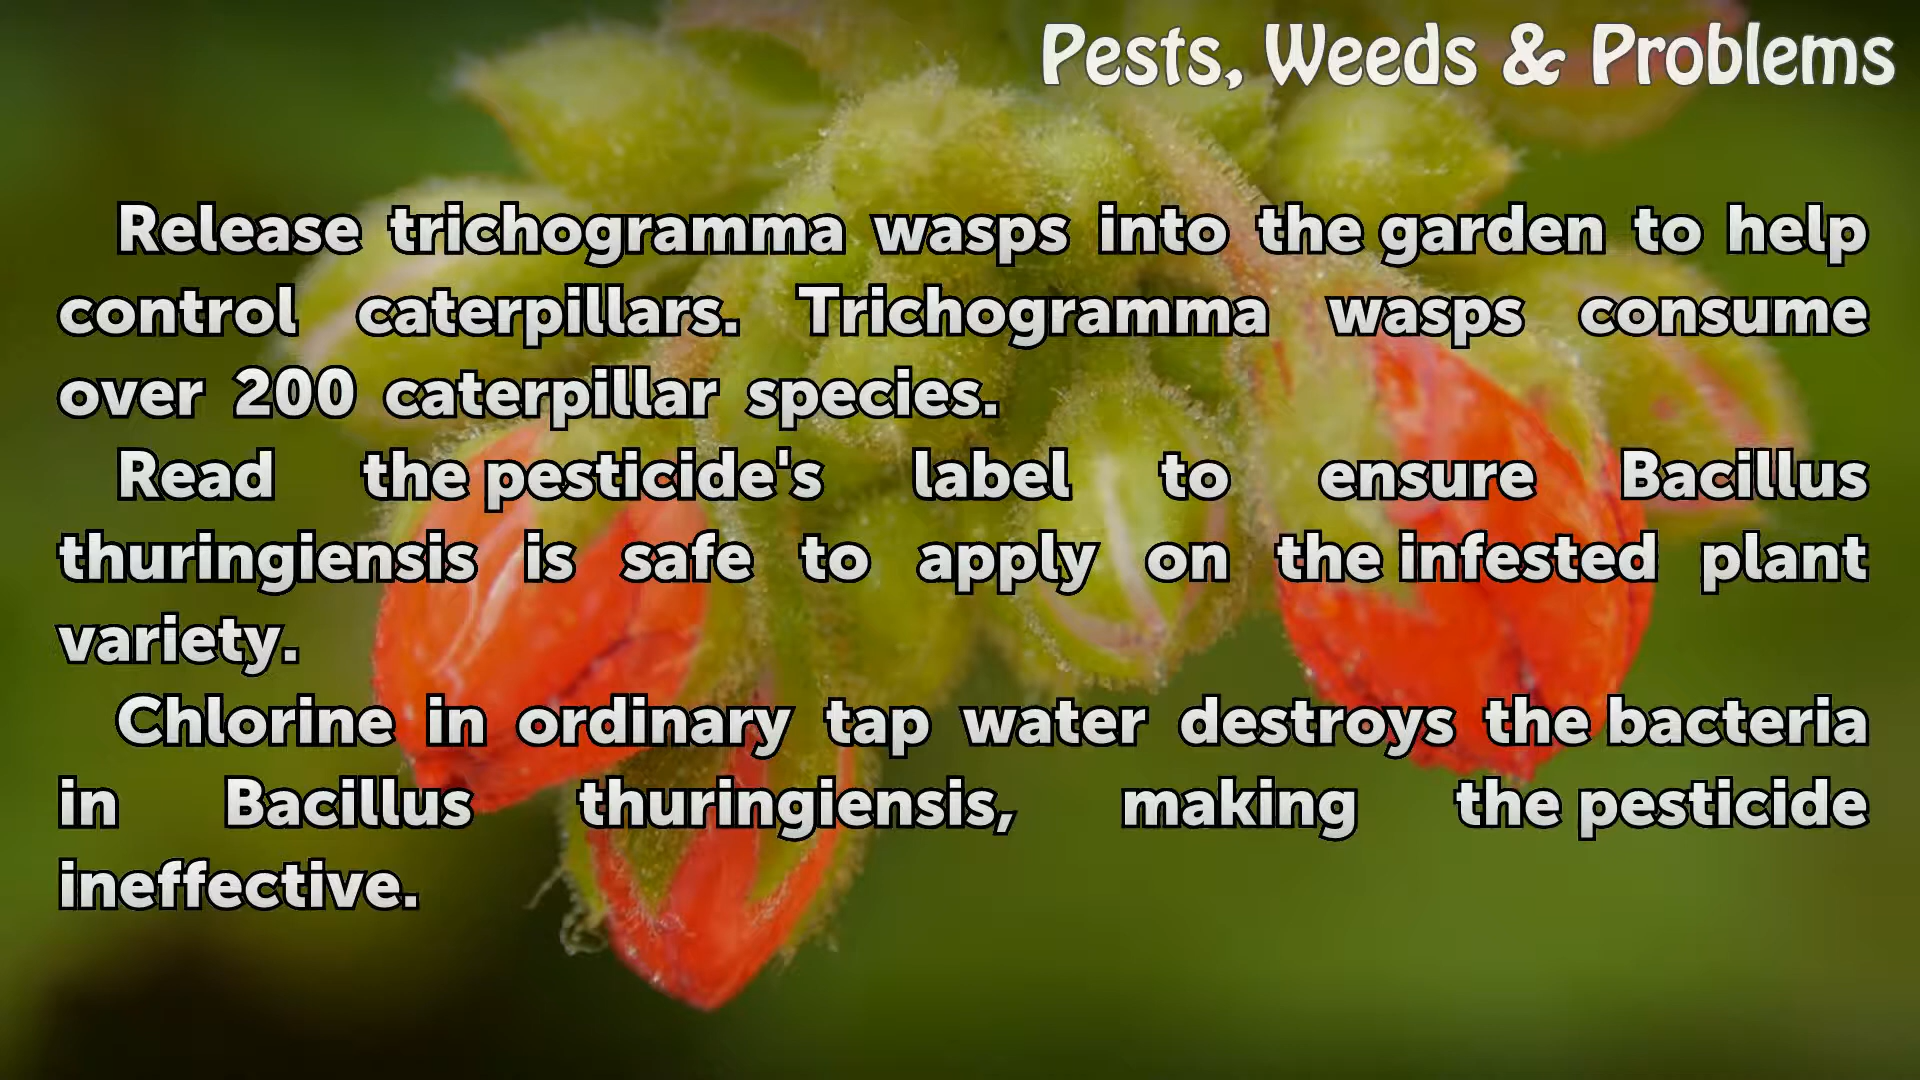 Pests, Weeds & Problems
Release trichogramma wasps into the garden to help
control caterpillars. Trichogramma wasps consume
over 200 caterpillar species.
Read the pesticide's label to ensure Bacillus
thuringiensis is safe to apply on the infested plant
variety.
Chlorine in ordinary tap water destroys the bacteria
in Bacillus thuringiensis, making the pesticide
ineffective.